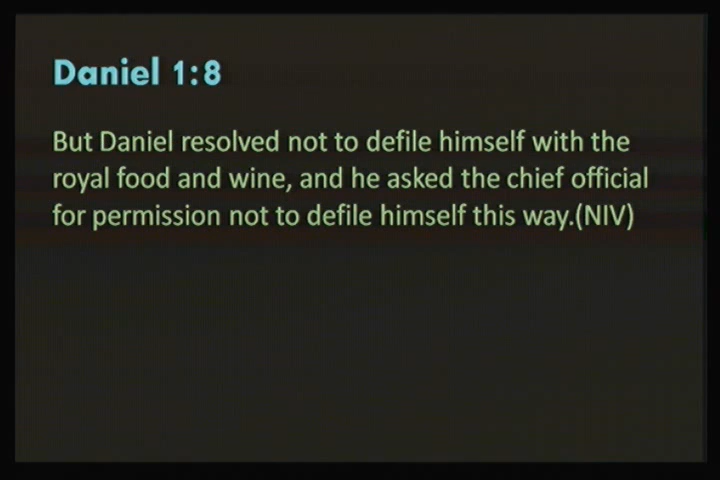 Daniel 1:8
But Daniel resolved not to defile himself with the
royal food and wine, and he asked the chief official
for permission not to defile himself this way.(NIV)